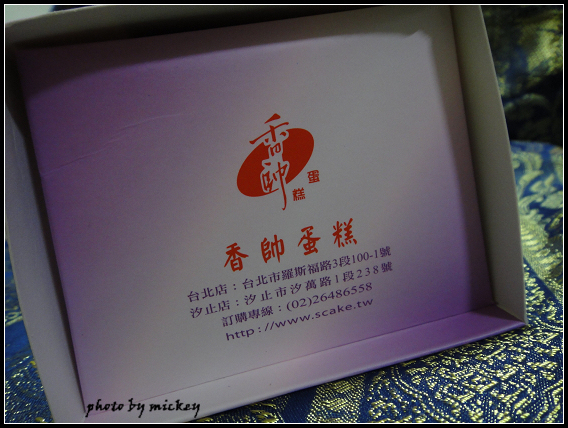 香帥
蛋糕
香帥蛋糕
台北店：台北市羅斯福路3段100-1號
汐止店：汐止市汐萬路1段238號
訂購專線：(02)26486558
http://www.scake.tw
photo by mickey